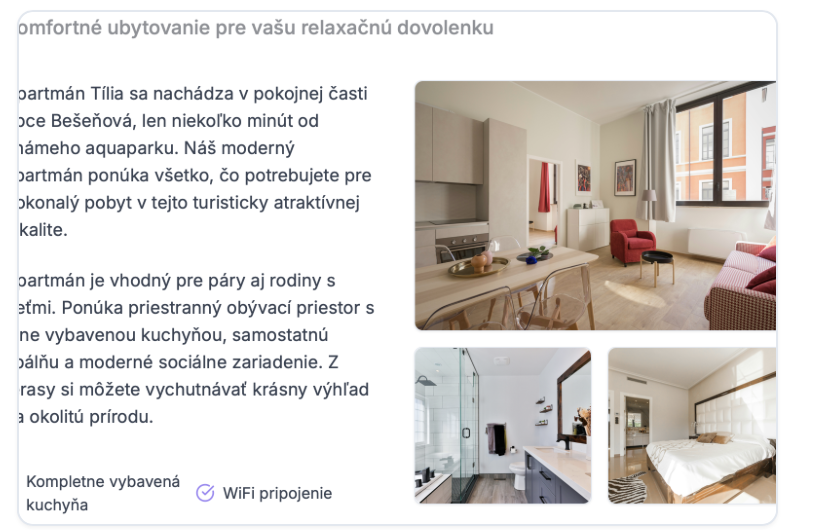 omfortné ubytovanie pre vašu relaxačnú dovolenku
partmán Tília sa nachádza v pokojnej časti
oce Bešeňová, len niekoľko minút od
námeho aquaparku. Náš moderný
partmán ponúka všetko, čo potrebujete pre
okonalý pobyt v tejto turisticky atraktívnej
kalite.
partmán je vhodný pre páry aj rodiny s
eťmi. Ponúka priestranný obývací priestor s
ne vybavenou kuchyňou, samostatnú
pálňu a moderné sociálne zariadenie. Z
rasy si môžete vychutnávať krásny výhľad
a okolitú prírodu.
Kompletne vybavená
kuchyňa
WiFi pripojenie